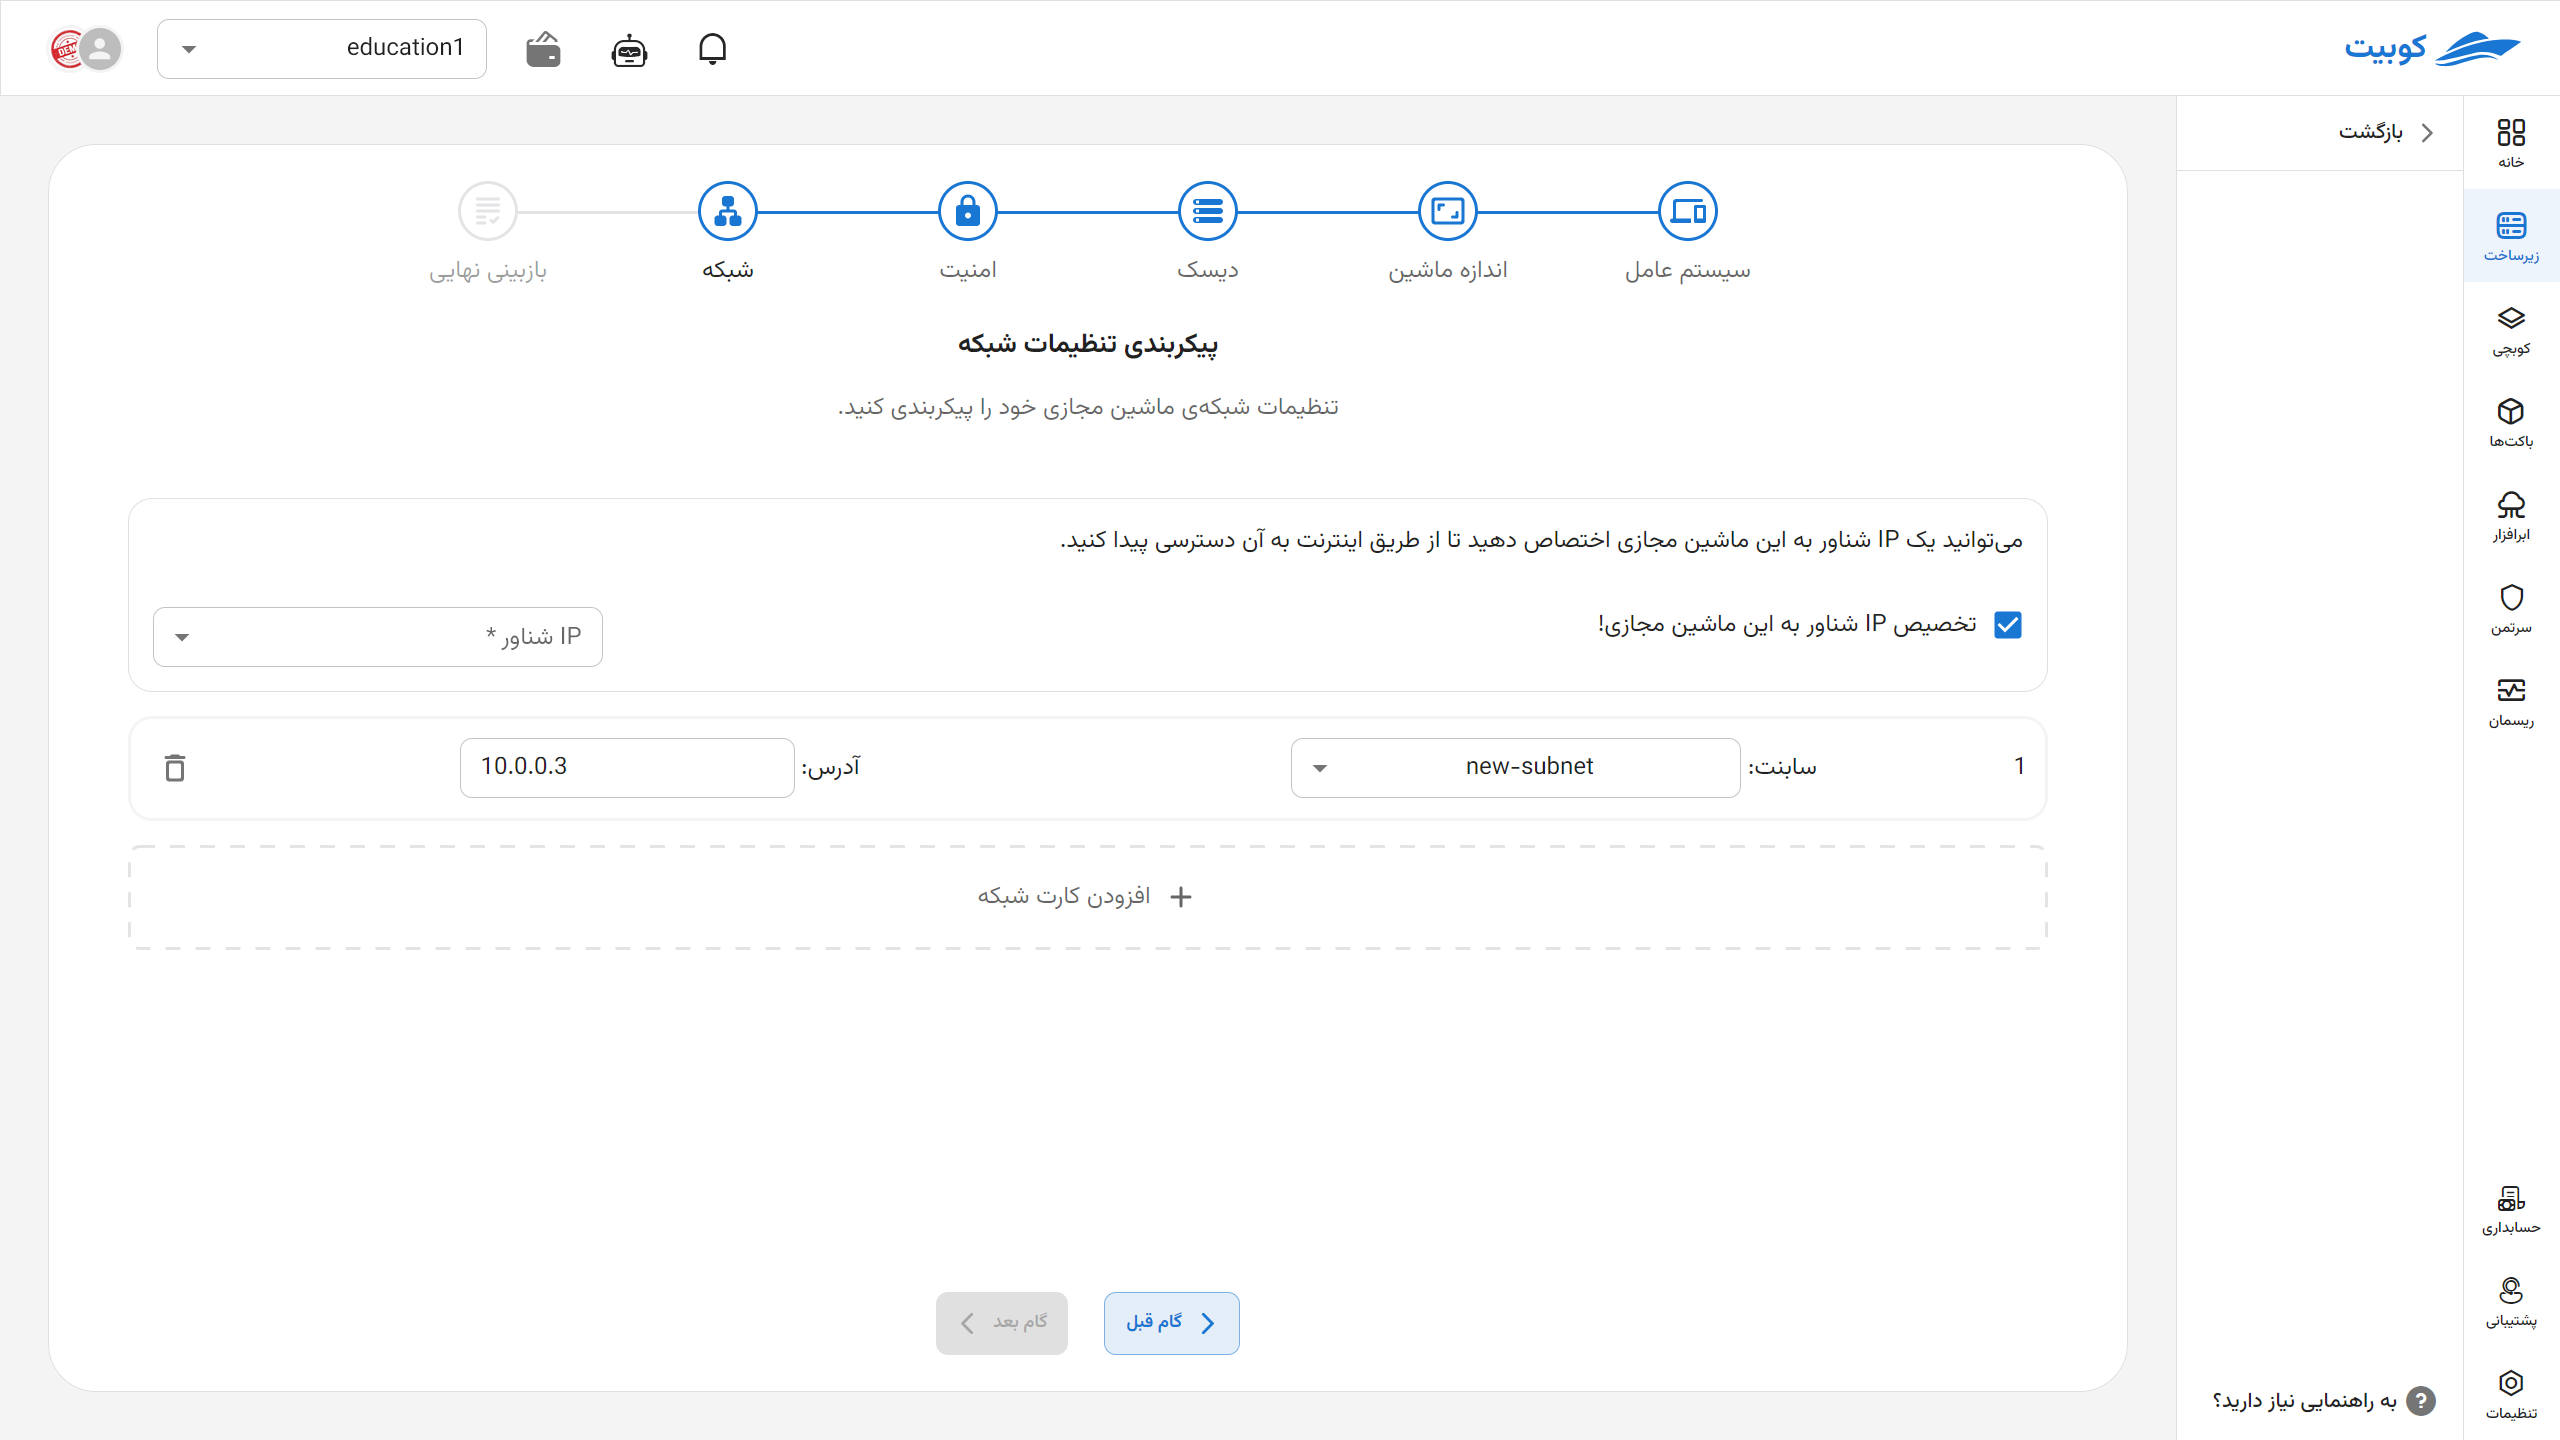 کوبیت
education1
DEMO
خانه
زیرساخت
کوبچی
باکت‌ها
ابرافزار
سرتمن
ریسمان
حسابداری
پشتیبانی
تنظیمات
بازگشت
به راهنمایی نیاز دارید؟
سیستم عامل
اندازه ماشین
دیسک
امنیت
شبکه
بازبینی نهایی
پیکربندی تنظیمات شبکه
تنظیمات شبکه‌ی ماشین مجازی خود را پیکربندی کنید.
می‌توانید یک IP شناور به این ماشین مجازی اختصاص دهید تا از طریق اینترنت به آن دسترسی پیدا کنید.
تخصیص IP شناور به این ماشین مجازی!
IP شناور *
1
سابنت:
new-subnet
آدرس:
10.0.0.3
افزودن کارت شبکه
گام قبل
گام بعد